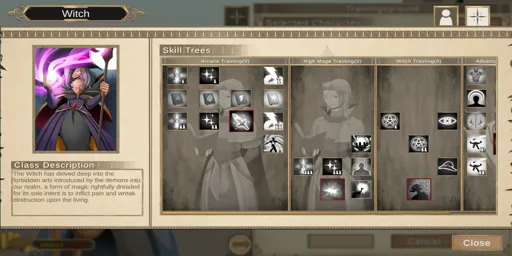 Witch
Skill Trees
Arcane Training(0)
High Mage Training(0)
Witch Training(0)
Advanc
Class Description
The Witch has delved deep into the
forbidden arts introduced by the demons into
our realm, a form of magic rightfully dreaded
for its sole intent is to inflict pain and wreak
destruction upon the living.
Cancel
Close